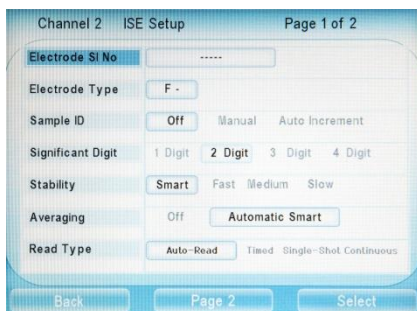 Channel 2 ISE Setup Page 1 of 2
Electrode Sl No -----
Electrode Type F -
Sample ID Off Manual Auto Increment
Significant Digit 1 Digit 2 Digit 3 Digit 4 Digit
Stability Smart Fast Medium Slow
Averaging Off Automatic Smart
Read Type Auto-Read Timed Single-Shot Continuous
Back Page 2 Select